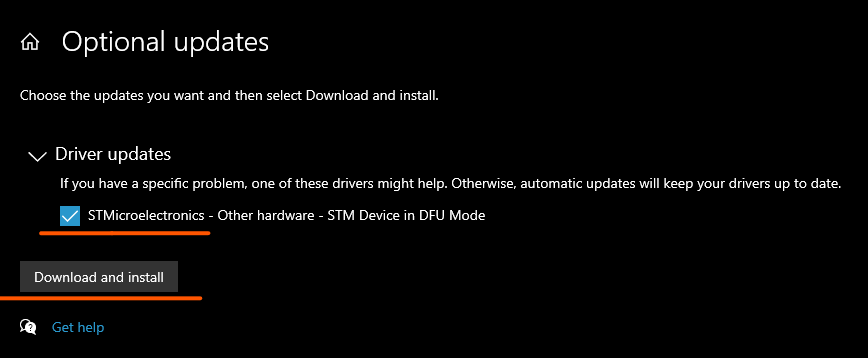 Optional updates
Choose the updates you want and then select Download and install.
Driver updates
If you have a specific problem, one of these drivers might help. Otherwise, automatic updates will keep your drivers up to date.
STMicroelectronics - Other hardware - STM Device in DFU Mode
Download and install
Get help